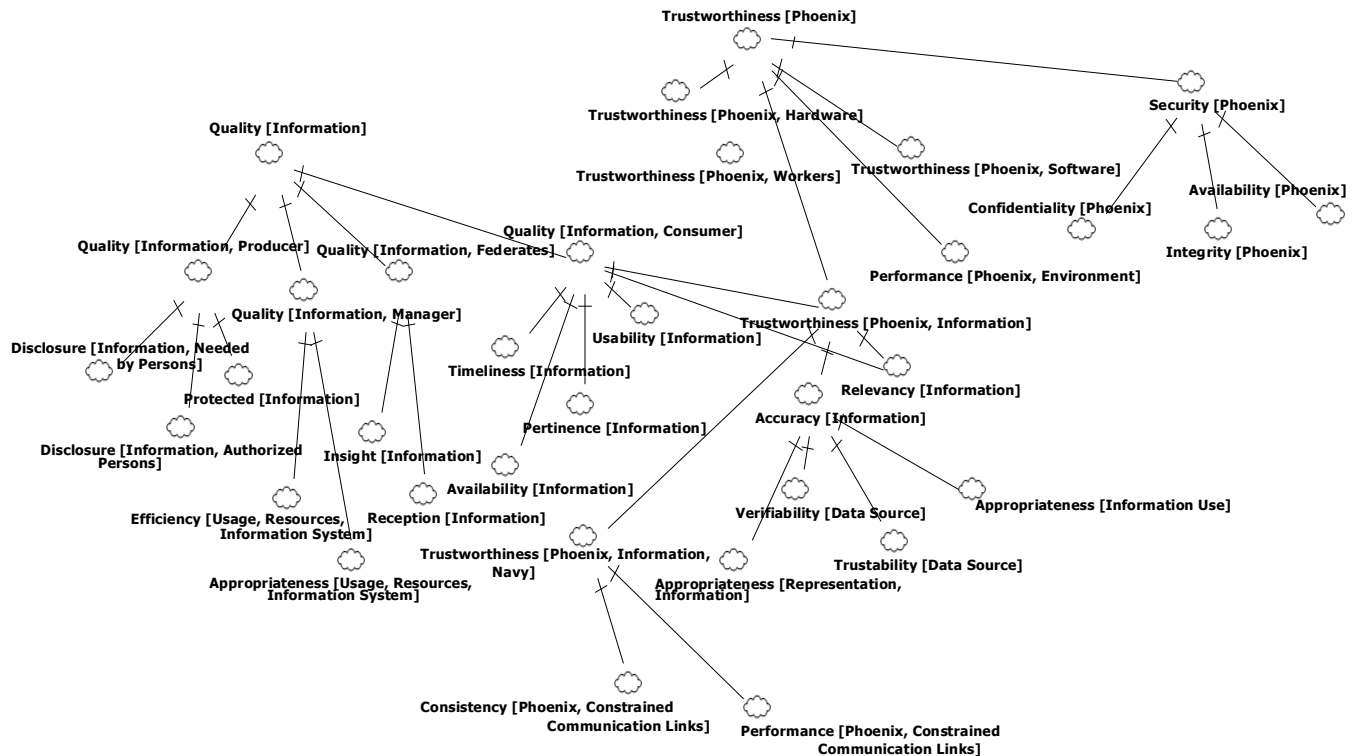 Trustworthiness [Phoenix]
Security [Phoenix]
Trustworthiness [Phoenix, Hardware]
Quality [Information]
Trustworthiness [Phoenix, Software]
Trustworthiness [Phoenix, Workers]
Availability [Phoenix]
Confidentiality [Phoenix]
Quality [Information, Consumer]
Quality [Information, Producer]
Quality [Information, Federates]
Integrity [Phoenix]
Performance [Phoenix, Environment]
Quality [Information, Manager]
Trustworthiness [Phoenix, Information]
Usability [Information]
Disclosure [Information, Needed
by Persons]
Timeliness [Information]
Relevancy [Information]
Protected [Information]
Accuracy [Information]
Pertinence [Information]
Disclosure [Information, Authorized
Persons]
Insight [Information]
Availability [Information]
Appropriateness [Information Use]
Verifiability [Data Source]
Efficiency [Usage, Resources,
Information System]
Reception [Information]
Trustworthiness [Phoenix, Information,
Navy]
Trustability [Data Source]
Appropriateness [Usage, Resources,
Information System]
Appropriateness [Representation,
Information]
Consistency [Phoenix, Constrained
Communication Links]
Performance [Phoenix, Constrained
Communication Links]